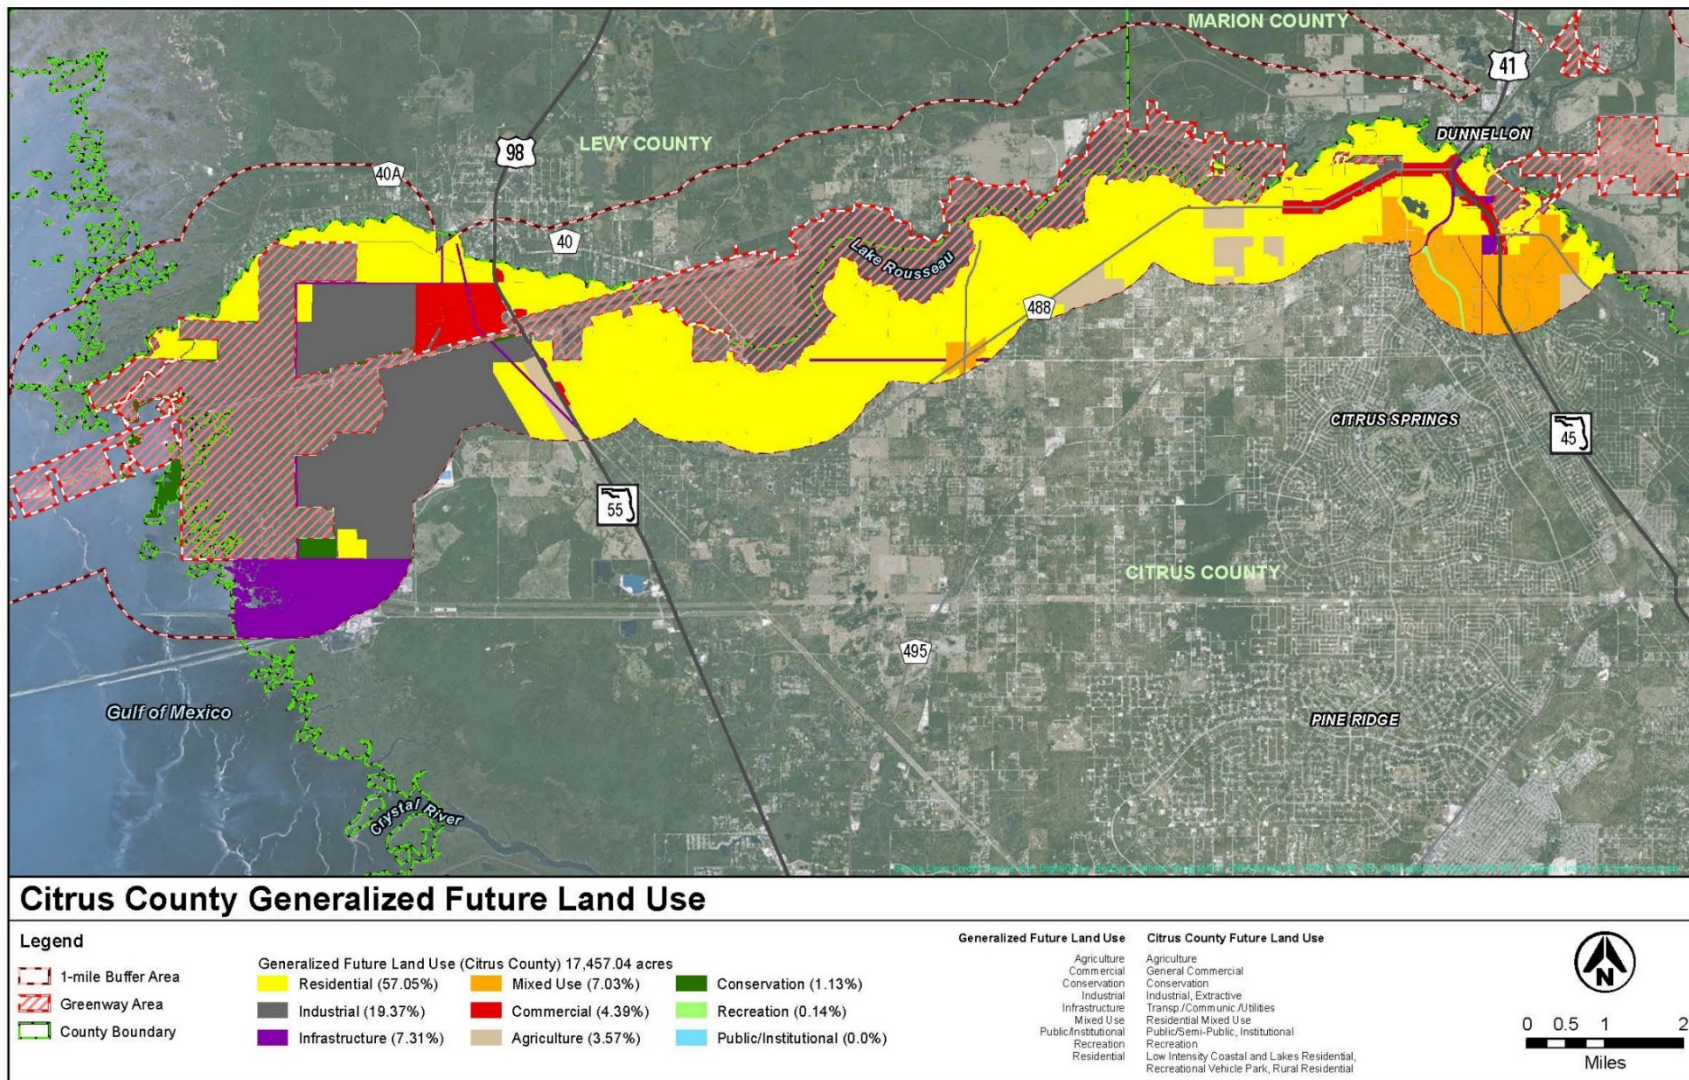 MARION COUNTY
41
DUNNELLON
98
LEVY COUNTY
40A
40
Lake Rousseau
488
CITRUS SPRINGS
45
55
CITRUS COUNTY
495
Gulf of Mexico
PINE RIDGE
Crystal River
Citrus County Generalized Future Land Use
Legend
1-mile Buffer Area
Greenway Area
County Boundary
Generalized Future Land Use (Citrus County) 17,457.04 acres
Residential (57.05%)
Mixed Use (7.03%)
Conservation (1.13%)
Industrial (19.37%)
Commercial (4.39%)
Recreation (0.14%)
Infrastructure (7.31%)
Agriculture (3.57%)
Public/Institutional (0.0%)
Generalized Future Land Use Citrus County Future Land Use
Agriculture Agriculture
Commercial General Commercial
Conservation Conservation
Industrial Industrial, Extractive
Infrastructure Transp./Communic./Utilities
Mixed Use Residential Mixed Use
Public/Institutional Public/Semi-Public, Institutional
Recreation Recreation
Residential Low Intensity Coastal and Lakes Residential,
Recreational Vehicle Park, Rural Residential
N
0 0.5 1 2
Miles